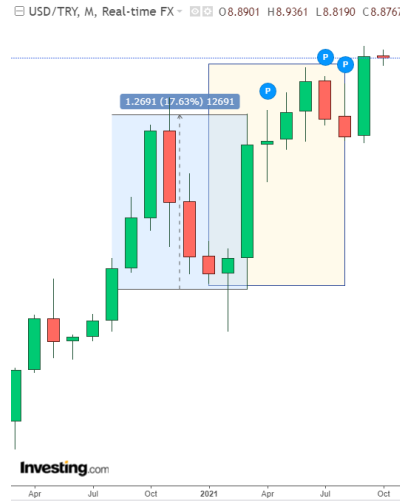 USD/TRY, M, Real-time FX O8.8901 H8.9361 L8.8190 C8.8767
P
P
P
1.2691 (17.63%) 12691
Investing.com
Apr Jul Oct 2021 Apr Jul Oct